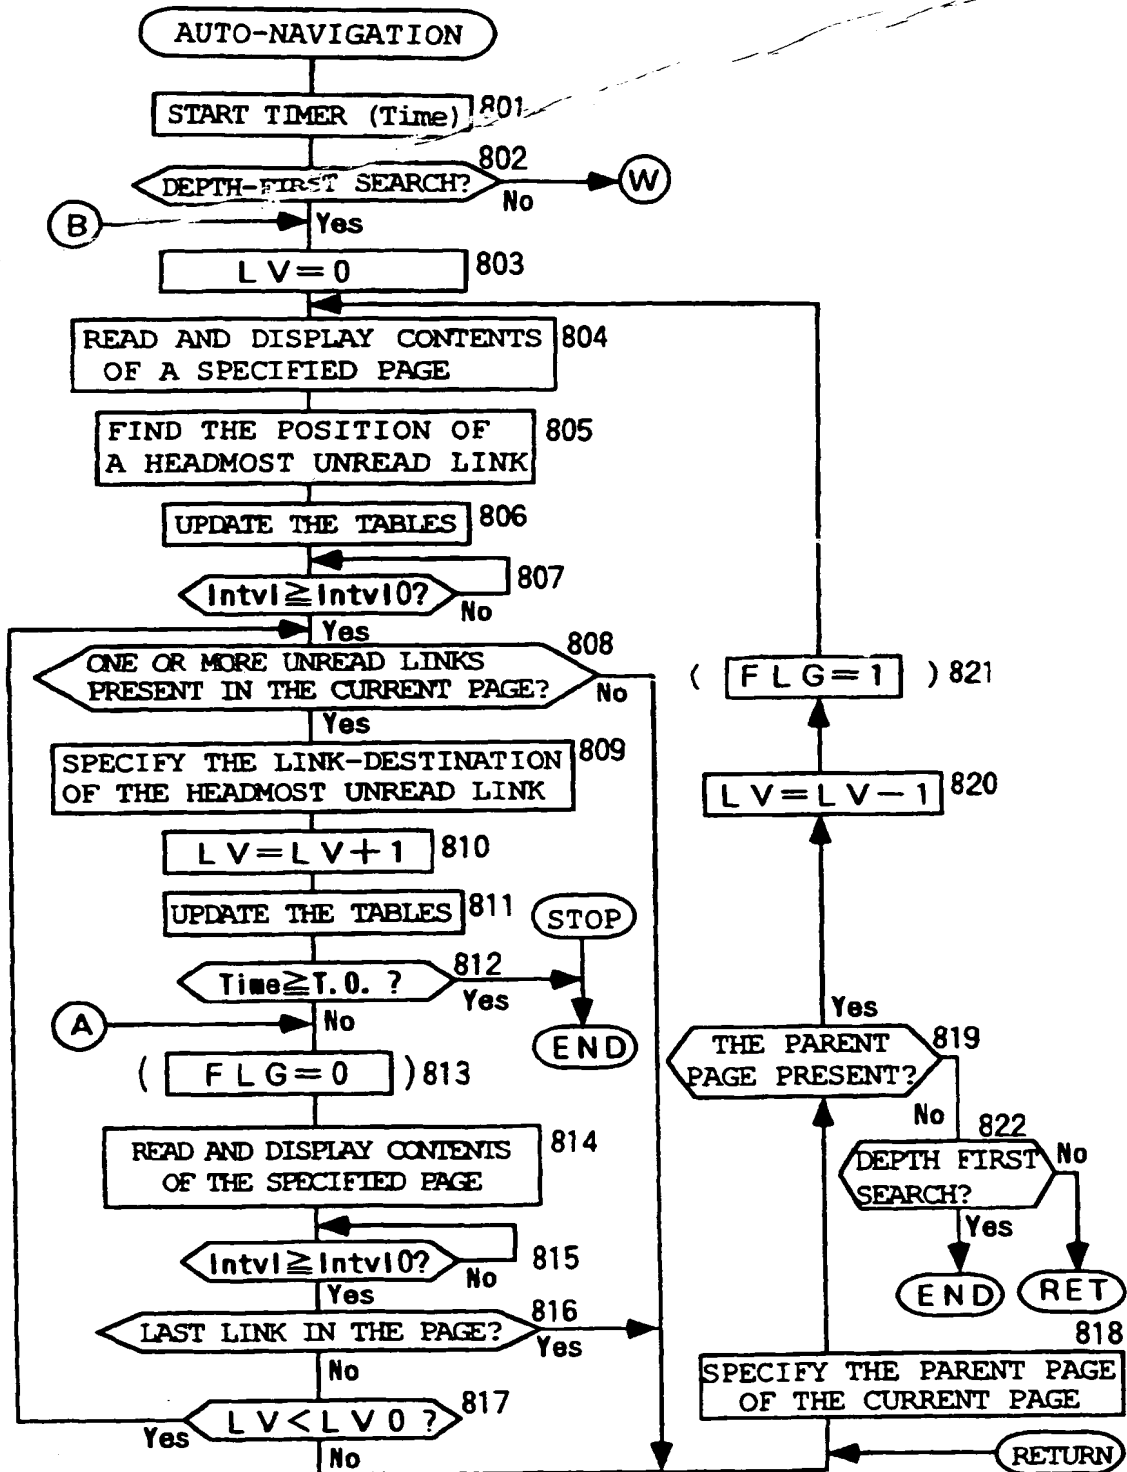 AUTO-NAVIGATION
START TIMER (Time) 801
DEPTH-FIRST SEARCH? 802
No
W
B
Yes
LV=0 803
READ AND DISPLAY CONTENTS 804
OF A SPECIFIED PAGE
FIND THE POSITION OF 805
A HEADMOST UNREAD LINK
UPDATE THE TABLES 806
Intvl≧Intvl0? 807
No
Yes
ONE OR MORE UNREAD LINKS 808
PRESENT IN THE CURRENT PAGE?
No
Yes
SPECIFY THE LINK-DESTINATION 809
OF THE HEADMOST UNREAD LINK
LV=LV+1 810
UPDATE THE TABLES 811
STOP
Time≧T.O. ? 812
Yes
END
A
No
( FLG=0 ) 813
READ AND DISPLAY CONTENTS 814
OF THE SPECIFIED PAGE
Intvl≧Intvl0? 815
No
Yes
LAST LINK IN THE PAGE? 816
Yes
No
LV<LV0 ? 817
Yes
No
( FLG=1 ) 821
LV=LV-1 820
Yes
THE PARENT 819
PAGE PRESENT?
No
822
DEPTH FIRST
SEARCH?
No
Yes
END
RET
818
SPECIFY THE PARENT PAGE
OF THE CURRENT PAGE
RETURN